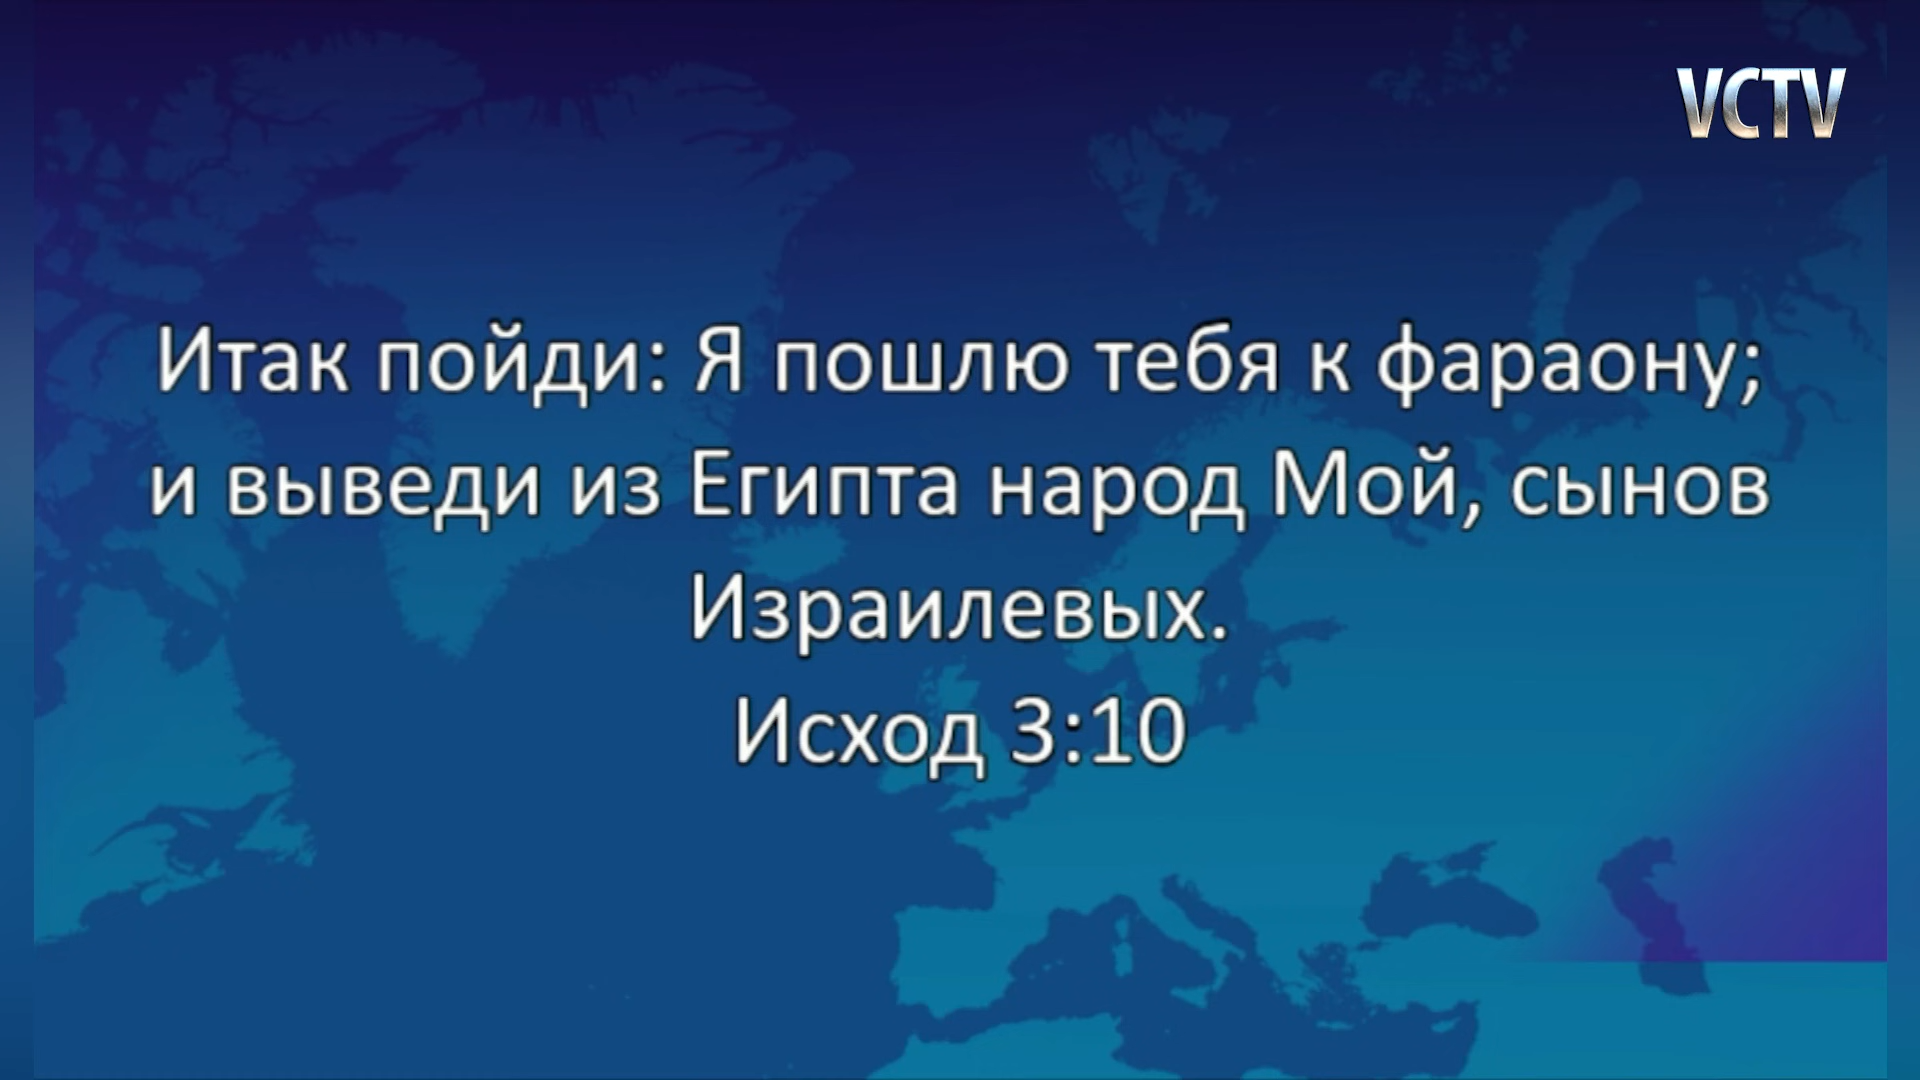 VCTV
Итак пойди: Я пошлю тебя к фараону;
и выведи из Египта народ Мой, сынов
Израилевых.
Исход 3:10